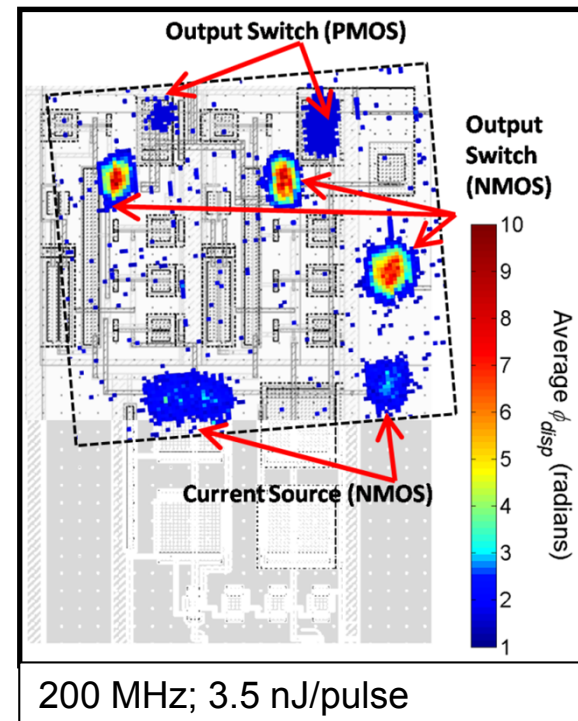 Output Switch (PMOS)
Output
Switch
(NMOS)
10
9
8
7
6
5
4
3
2
1
Average ϕdisp (radians)
Current Source (NMOS)
200 MHz; 3.5 nJ/pulse